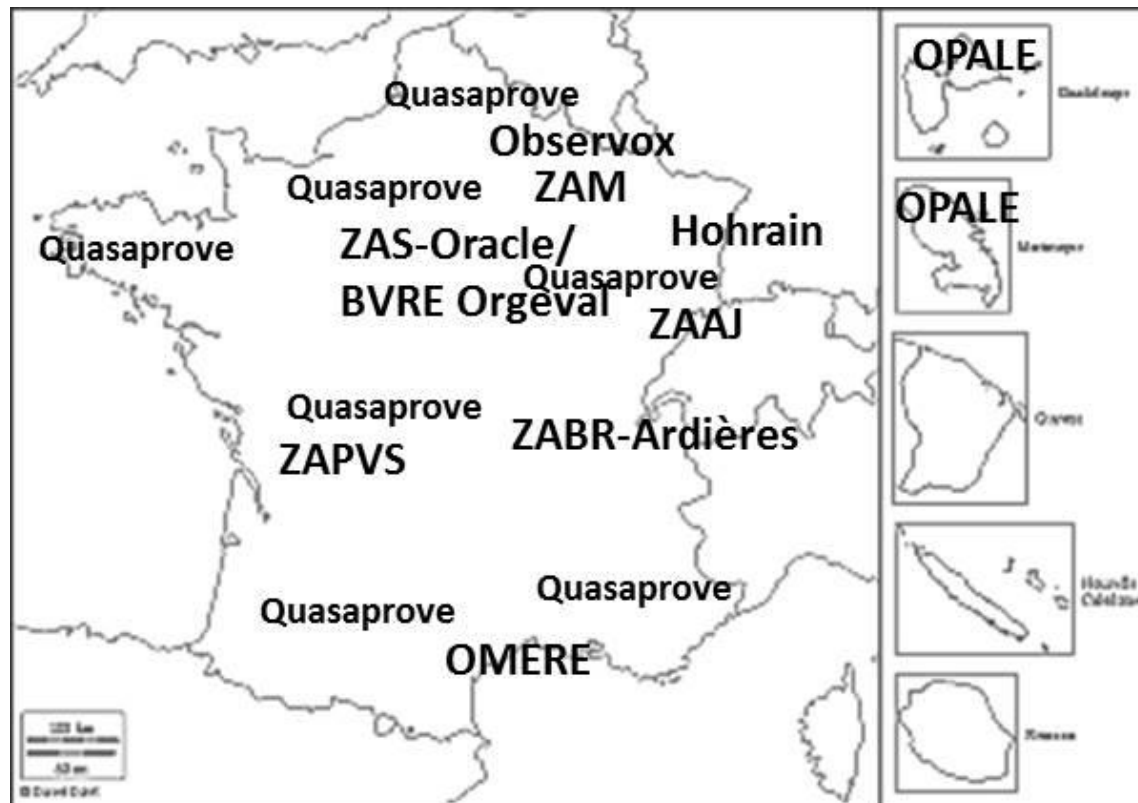 OPALE
Quasaprove
Observox
Quasaprove
ZAM
OPALE
Quasaprove
ZAS-Oracle/
BVRE Orgeval
Hohrain
Quasaprove
ZAAJ
Quasaprove
ZAPVS
ZABR-Ardières
Quasaprove
Quasaprove
OMERE